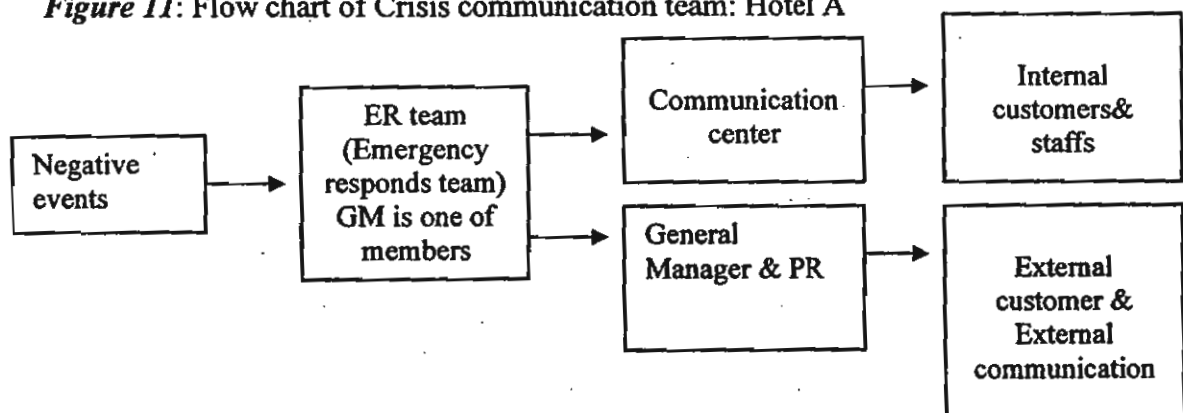 Figure 11: Flow chart of Crisis communication team: Hotel A
Negative
events
ER team
(Emergency
responds team)
GM is one of
members
Communication
center
General
Manager & PR
Internal
customers&
staffs
External
customer &
External
communication